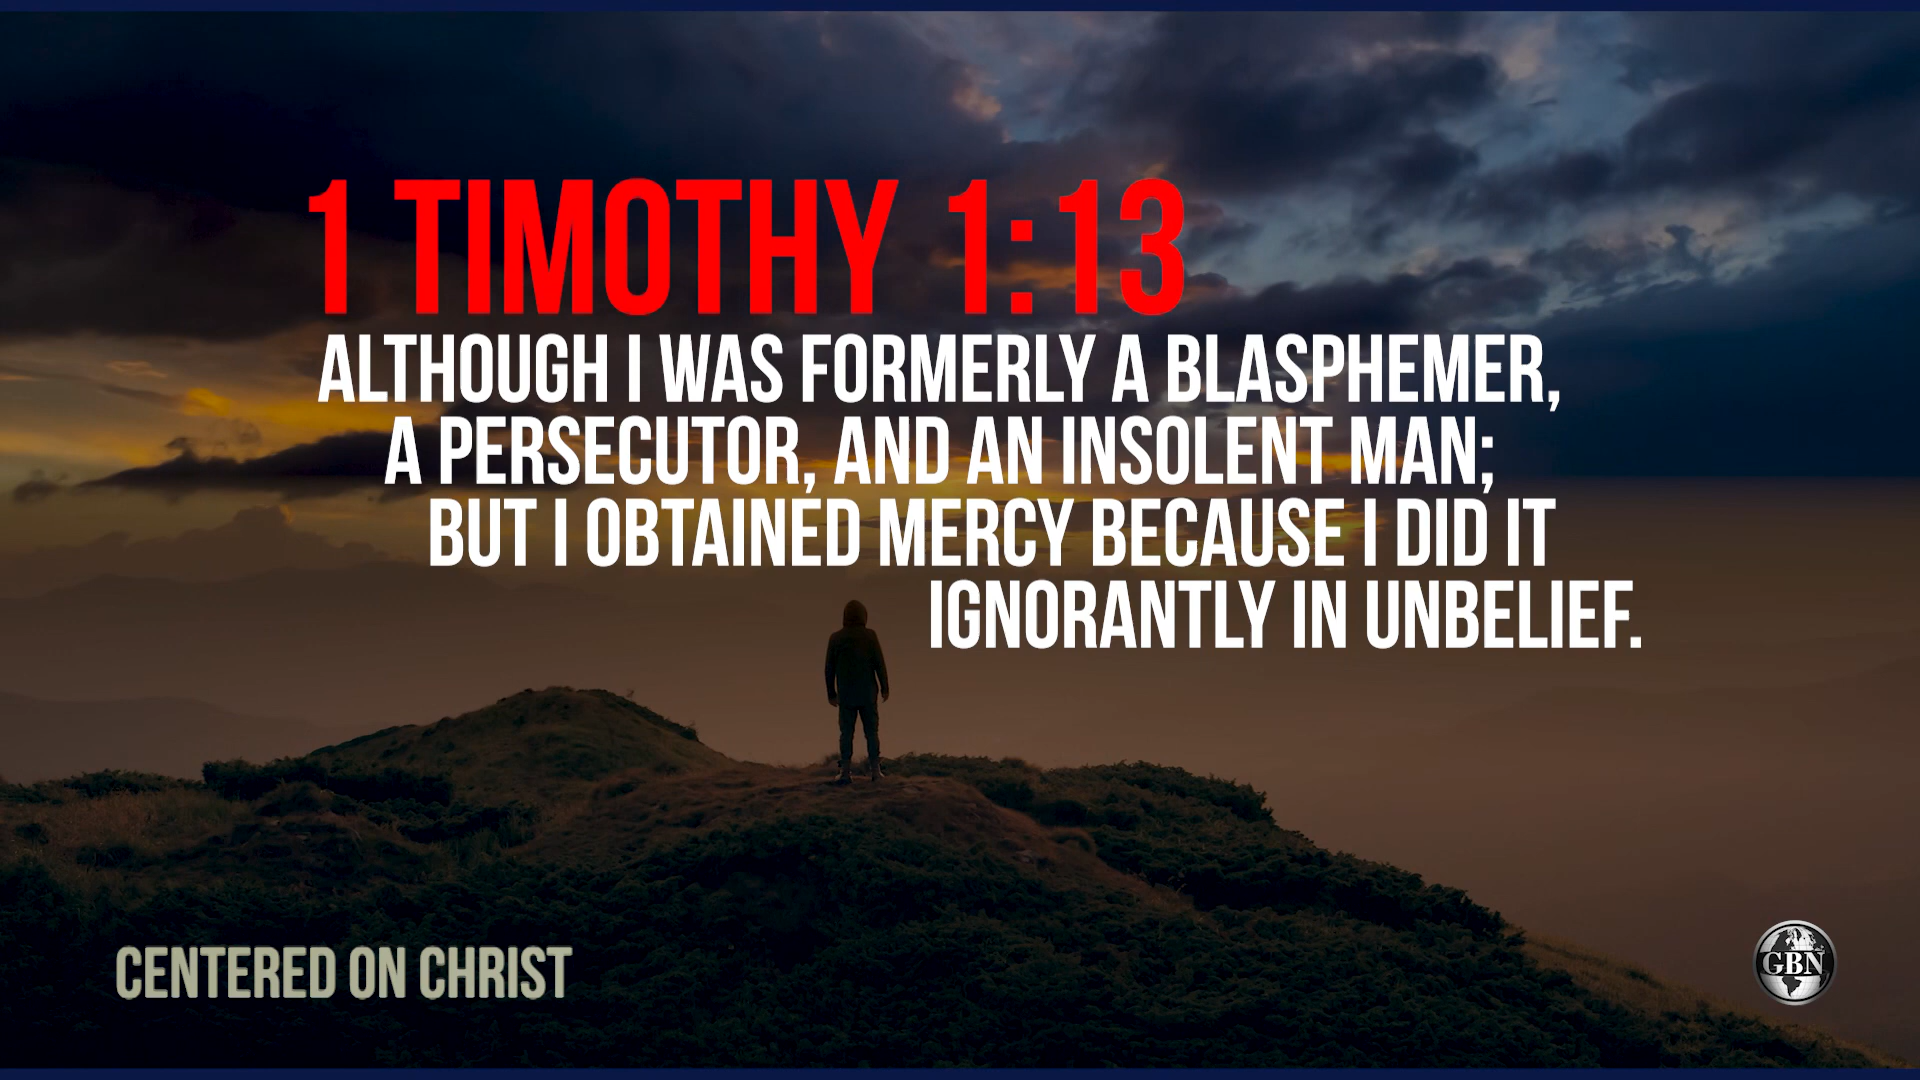 1 TIMOTHY 1:13
ALTHOUGH I WAS FORMERLY A BLASPHEMER,
A PERSECUTOR, AND AN INSOLENT MAN;
BUT I OBTAINED MERCY BECAUSE I DID IT
IGNORANTLY IN UNBELIEF.
CENTERED ON CHRIST
GBN